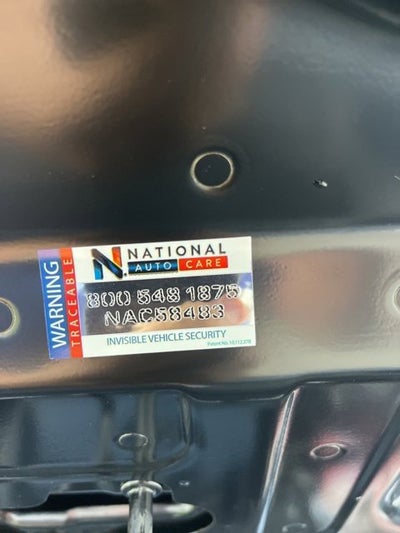 WARNING
TRACEABLE
N. NATIONAL
AUTO CARE
800 548 1875
NAC58483
INVISIBLE VEHICLE SECURITY